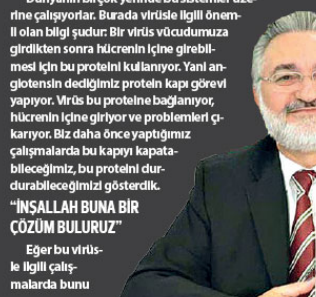 Dünyanın birçok yerinde bu sistemler üze-
rine çalışıyorlar. Burada virüsle ilgili önem-
li olan bilgi şudur: Bir virüs vücudumuza
girdikten sonra hücrenin içine girebil-
mesi için bu proteini kullanıyor. Yani an-
giotensin dediğimiz protein kapı görevi
yapıyor. Virüs bu proteine bağlanıyor,
hücrenin içine giriyor ve problemleri çı-
karıyor. Biz daha önce yaptığımız
çalışmalarda bu kapıyı kapata-
bileceğimiz, bu proteini dur-
durabileceğimizi gösterdik.
“İNŞALLAH BUNA BİR
ÇÖZÜM BULURUZ”
Eğer bu virüs-
le ilgili çalış-
malarda bunu